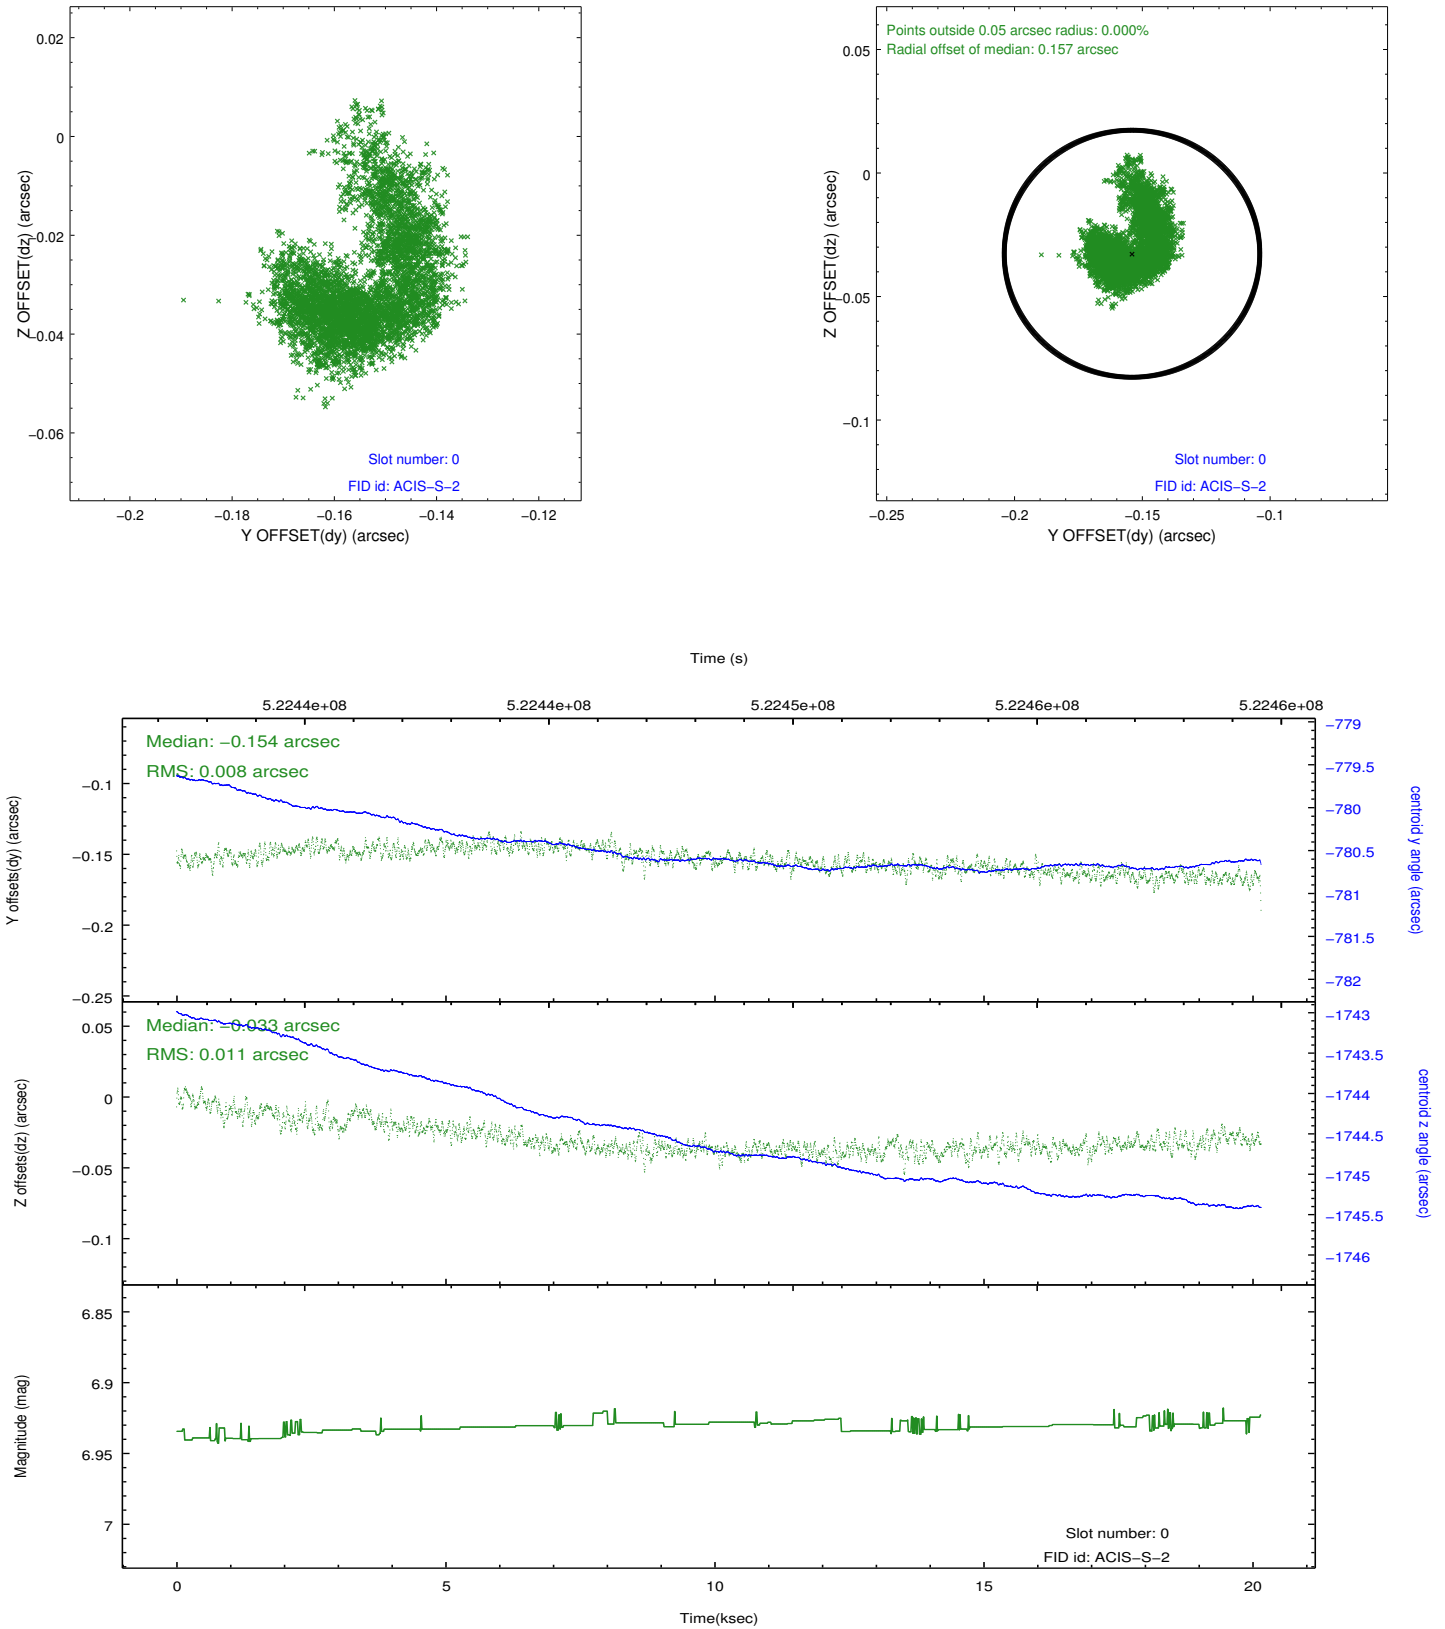 0.02
0
−0.02
−0.04
−0.06
Z OFFSET(dz) (arcsec)
Slot number: 0
FID id: ACIS−S−2
−0.2 −0.18 −0.16 −0.14 −0.12
Y OFFSET(dy) (arcsec)
Points outside 0.05 arcsec radius: 0.000%
Radial offset of median: 0.157 arcsec
0.05
0
−0.05
−0.1
Z OFFSET(dz) (arcsec)
Slot number: 0
FID id: ACIS−S−2
−0.25 −0.2 −0.15 −0.1
Y OFFSET(dy) (arcsec)
Time (s)
5.2244e+08 5.2244e+08 5.2245e+08 5.2246e+08 5.2246e+08
Median: −0.154 arcsec
RMS: 0.008 arcsec
−0.1
−0.15
−0.2
−0.25
Y offsets(dy) (arcsec)
−779
−779.5
−780
−780.5
−781
−781.5
−782
centroid y angle (arcsec)
Median: −0.033 arcsec
RMS: 0.011 arcsec
0.05
0
−0.05
−0.1
Z offsets(dz) (arcsec)
−1743
−1743.5
−1744
−1744.5
−1745
−1745.5
−1746
centroid z angle (arcsec)
6.85
6.9
6.95
7
Magnitude (mag)
Slot number: 0
FID id: ACIS−S−2
0 5 10 15 20
Time(ksec)